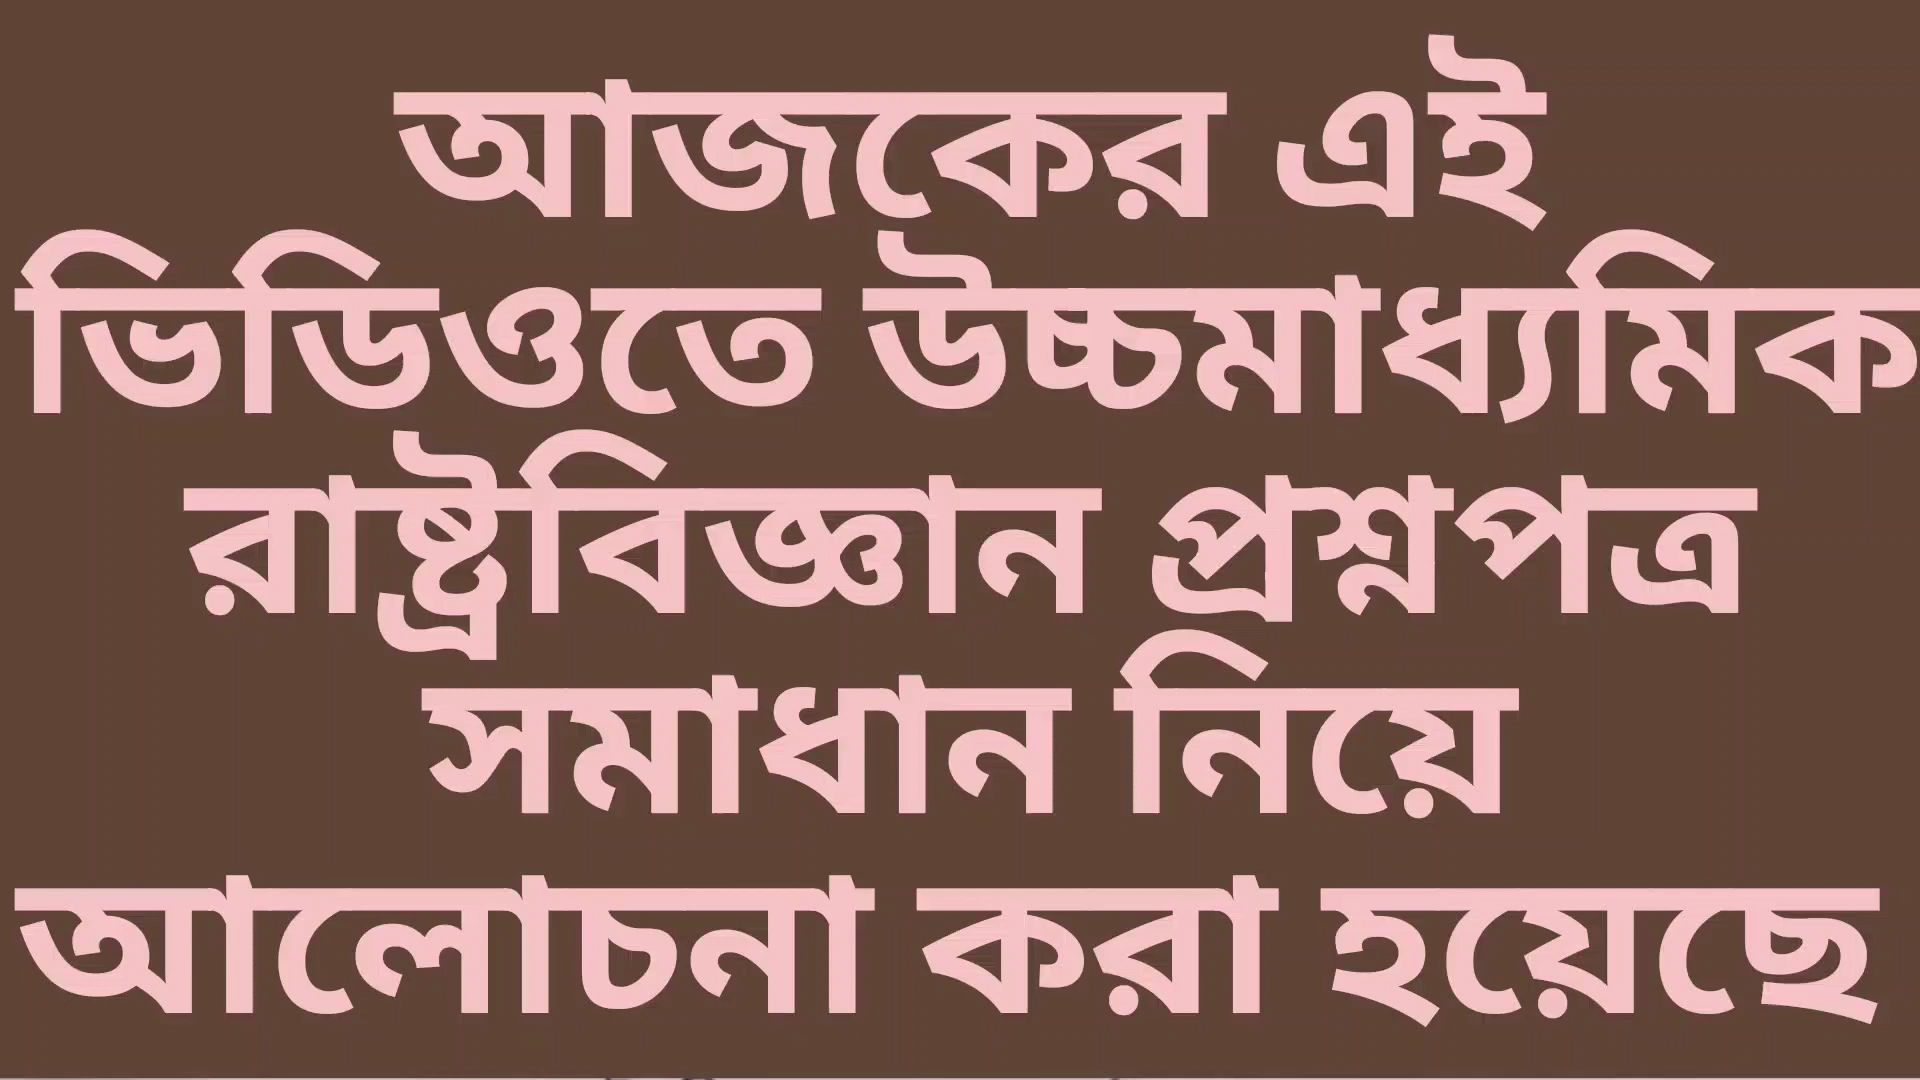 আজকের এই
ভিডিওতে উচ্চমাধ্যমিক
রাষ্ট্রবিজ্ঞান প্রশ্নপত্র
সমাধান নিয়ে
আলোচনা করা হয়েছে